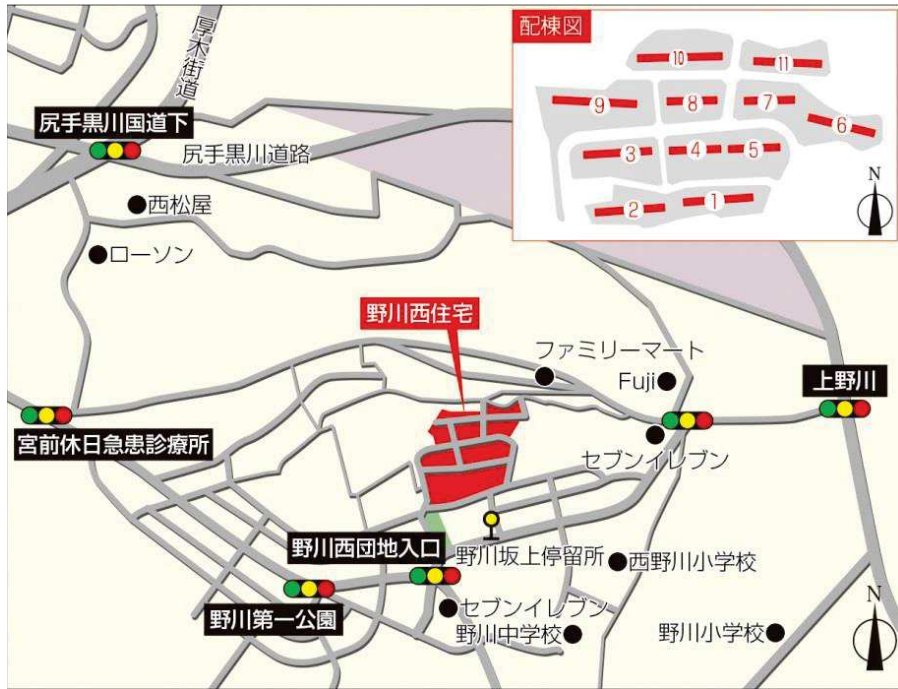 厚木街道
配棟図
10
11
9
8
7
6
3
4
5
2
1
N
尻手黒川国道下
尻手黒川道路
西松屋
ローソン
野川西住宅
ファミリーマート
Fuji
上野川
宮前休日急患診療所
セブンイレブン
野川西団地入口
野川坂上停留所
西野川小学校
野川第一公園
セブンイレブン
野川中学校
野川小学校
N